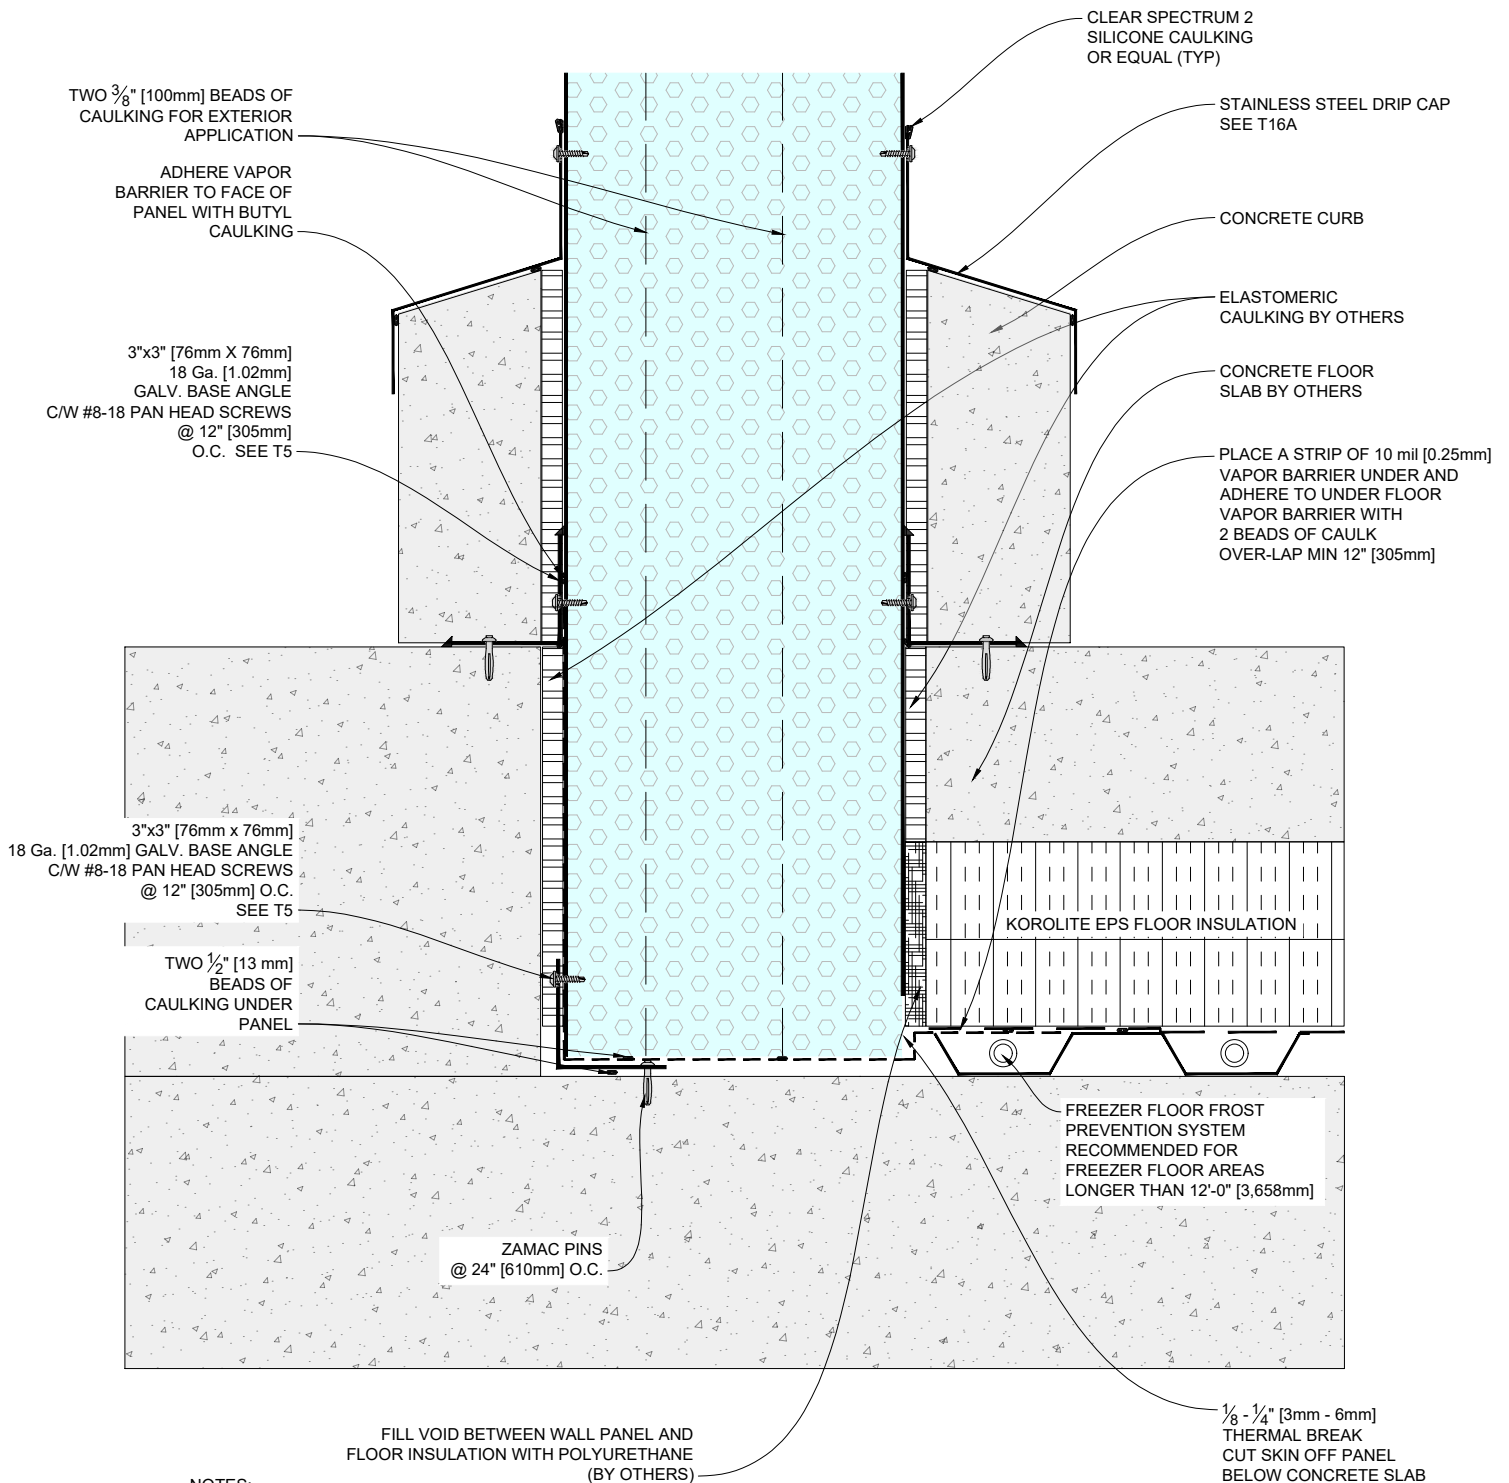 CLEAR SPECTRUM 2
SILICONE CAULKING
OR EQUAL (TYP)
TWO 3/8" [100mm] BEADS OF
CAULKING FOR EXTERIOR
APPLICATION
STAINLESS STEEL DRIP CAP
SEE T16A
ADHERE VAPOR
BARRIER TO FACE OF
PANEL WITH BUTYL
CAULKING
CONCRETE CURB
ELASTOMERIC
CAULKING BY OTHERS
3"x3" [76mm X 76mm]
18 Ga. [1.02mm]
GALV. BASE ANGLE
C/W #8-18 PAN HEAD SCREWS
@ 12" [305mm]
O.C. SEE T5
CONCRETE FLOOR
SLAB BY OTHERS
PLACE A STRIP OF 10 mil [0.25mm]
VAPOR BARRIER UNDER AND
ADHERE TO UNDER FLOOR
VAPOR BARRIER WITH
2 BEADS OF CAULK
OVER-LAP MIN 12" [305mm]
3"x3" [76mm x 76mm]
18 Ga. [1.02mm] GALV. BASE ANGLE
C/W #8-18 PAN HEAD SCREWS
@ 12" [305mm] O.C.
SEE T5
KOROLITE EPS FLOOR INSULATION
TWO 1/2" [13 mm]
BEADS OF
CAULKING UNDER
PANEL
FREEZER FLOOR FROST
PREVENTION SYSTEM
RECOMMENDED FOR
FREEZER FLOOR AREAS
LONGER THAN 12'-0" [3,658mm]
ZAMAC PINS
@ 24" [610mm] O.C.
1/8 - 1/4" [3mm - 6mm]
THERMAL BREAK
CUT SKIN OFF PANEL
BELOW CONCRETE SLAB
FILL VOID BETWEEN WALL PANEL AND
FLOOR INSULATION WITH POLYURETHANE
(BY OTHERS)
NOTES: